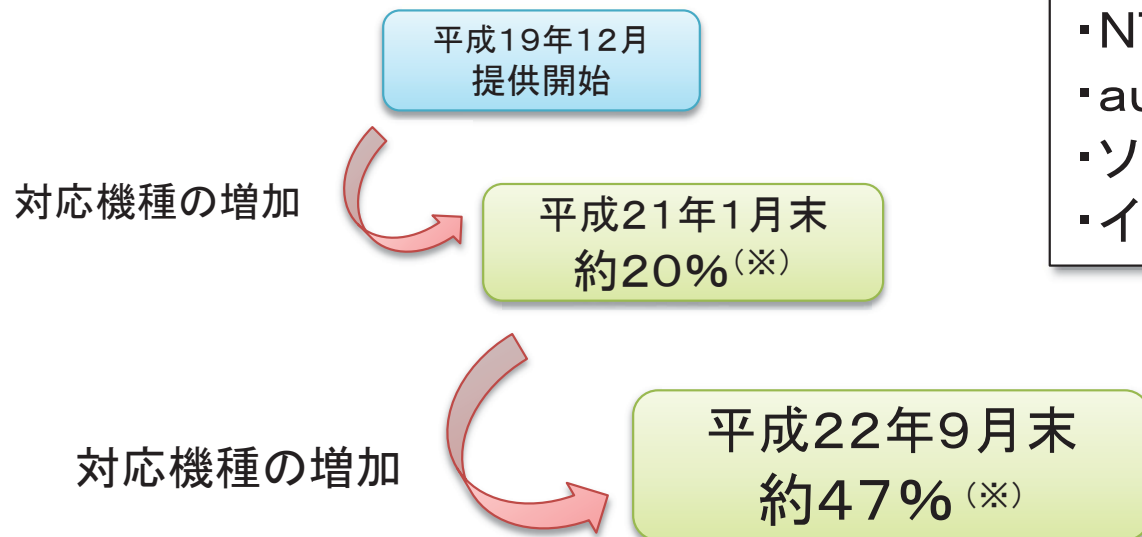 平成19年12月
提供開始
対応機種の増加
平成21年1月末
約20%(※)
対応機種の増加
平成22年9月末
約47%(※)
・N
・au
・ソ
・イ